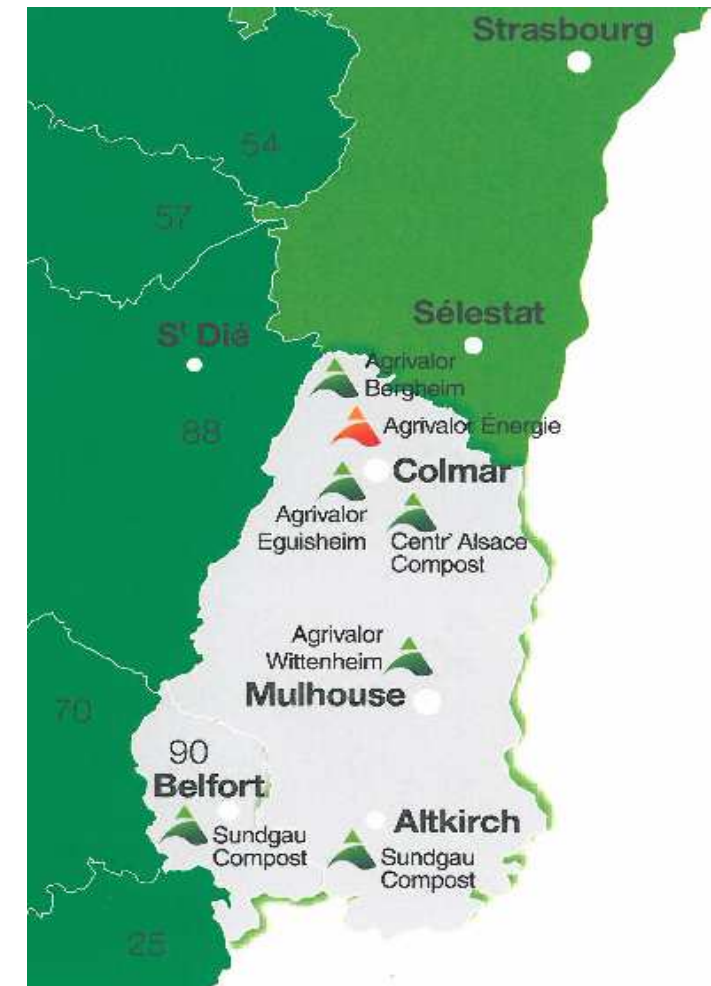 Strasbourg
54
57
Sélestat
St Dié
Agrivalor
Bergheim
88
Agrivalor Énergie
Colmar
Agrivalor
Eguisheim
Centr' Alsace
Compost
Agrivalor
Wittenheim
Mulhouse
70
90
Belfort
Altkirch
Sundgau
Compost
Sundgau
Compost
25